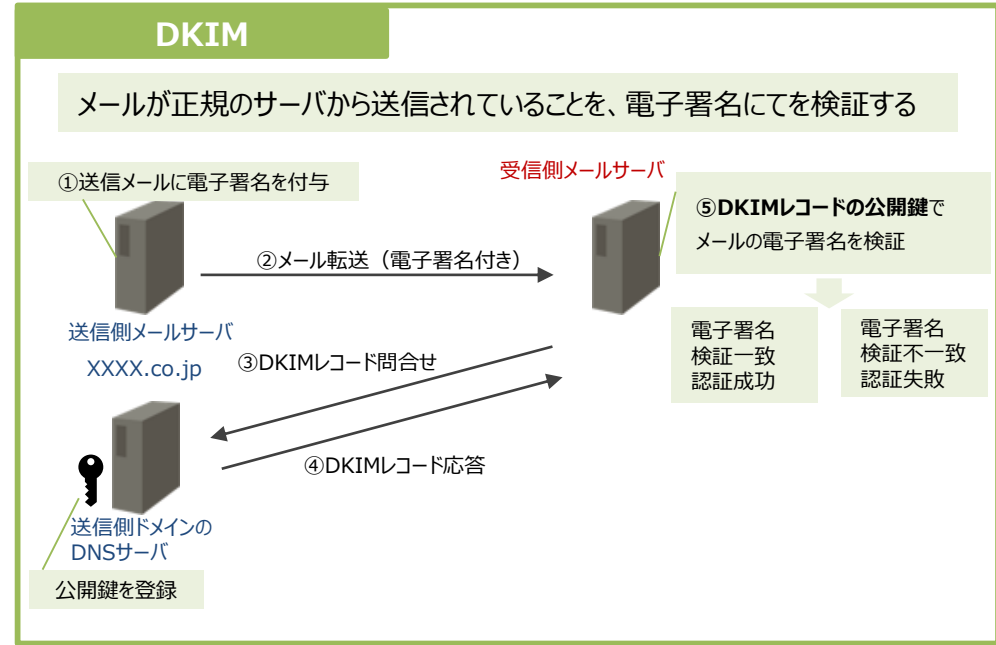 DKIM
メールが正規のサーバから送信されていることを、電子署名にてを検証する
①送信メールに電子署名を付与
受信側メールサーバ
⑤DKIMレコードの公開鍵で
メールの電子署名を検証
②メール転送（電子署名付き）
送信側メールサーバ
XXXX.co.jp
③DKIMレコード問合せ
電子署名
検証一致
認証成功
電子署名
検証不一致
認証失敗
④DKIMレコード応答
送信側ドメインの
DNSサーバ
公開鍵を登録